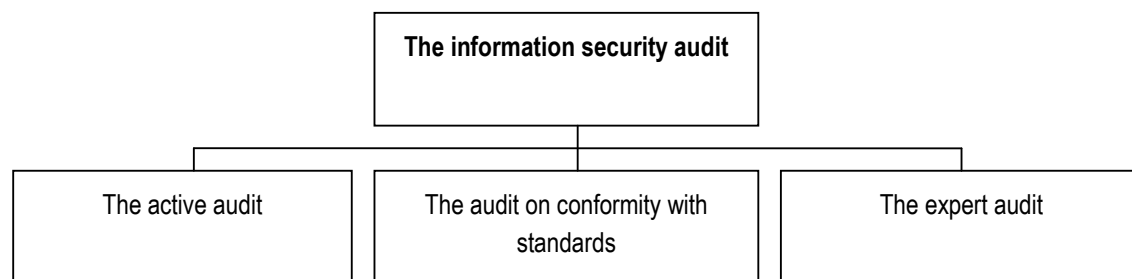 The information security audit
The active audit
The audit on conformity with
standards
The expert audit